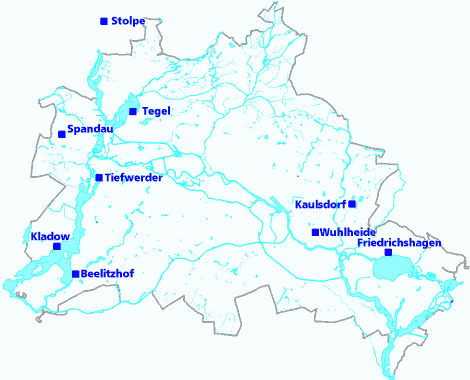 Stolpe
Tegel
Spandau
Tiefwerder
Kaulsdorf
Wuhlheide
Kladow
Friedrichshagen
Beelitzhof